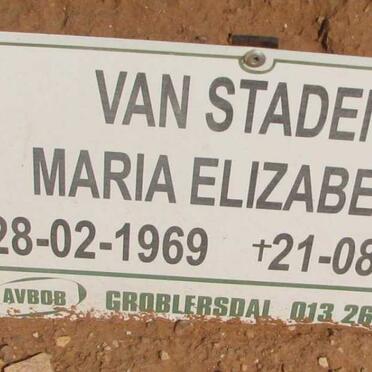 VAN STADE
MARIA ELIZABE
28-02-1969 †21-08
AVBOB GROBLERSDAL 013 26